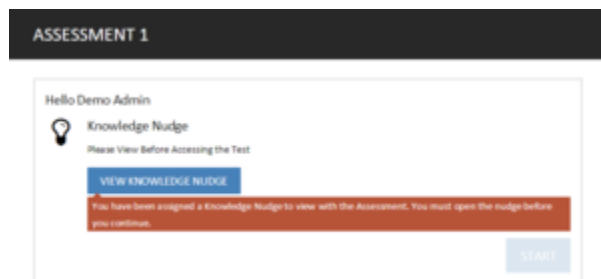 ASSESSMENT 1
Hello Demo Admin
Knowledge Nudge
Please View Before Accessing the Test
VIEW KNOWLEDGE NUDGE
You have been assigned a Knowledge Nudge to view with the Assessment. You must open the nudge before
you continue.
START